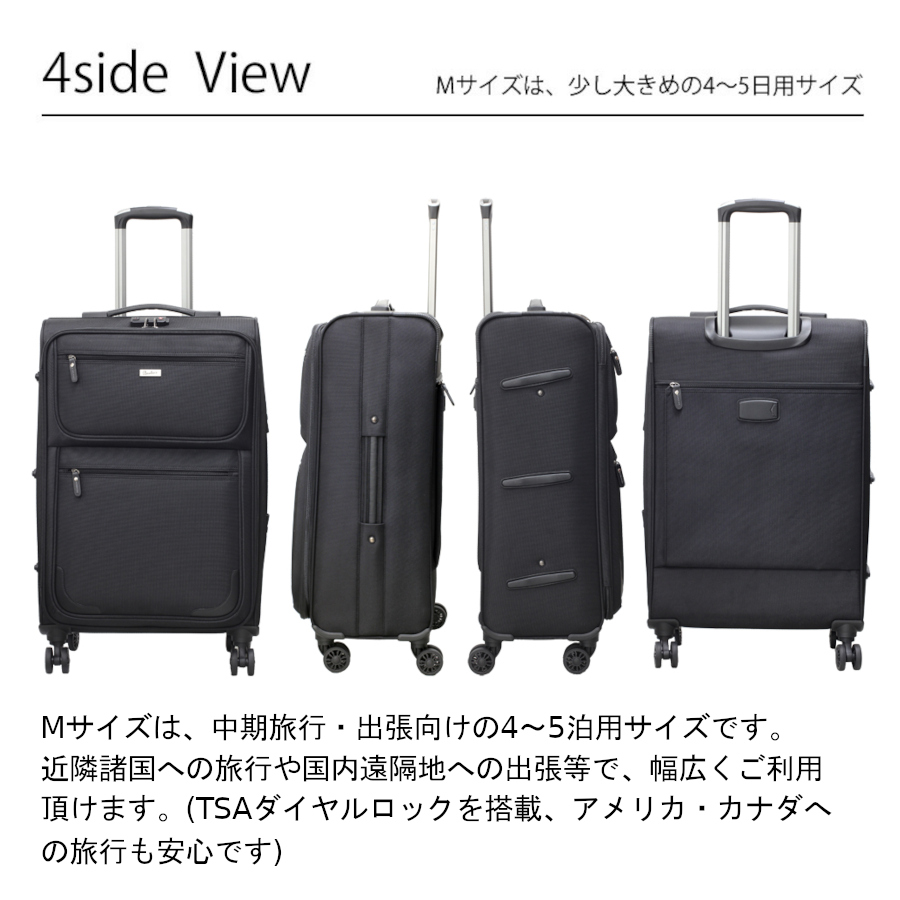 4side View
Mサイズは、少し大きめの4～5日用サイズ
Mサイズは、中期旅行・出張向けの4～5泊用サイズです。
近隣諸国への旅行や国内遠隔地への出張等で、幅広くご利用
頂けます。(TSAダイヤルロックを搭載、アメリカ・カナダへ
の旅行も安心です)